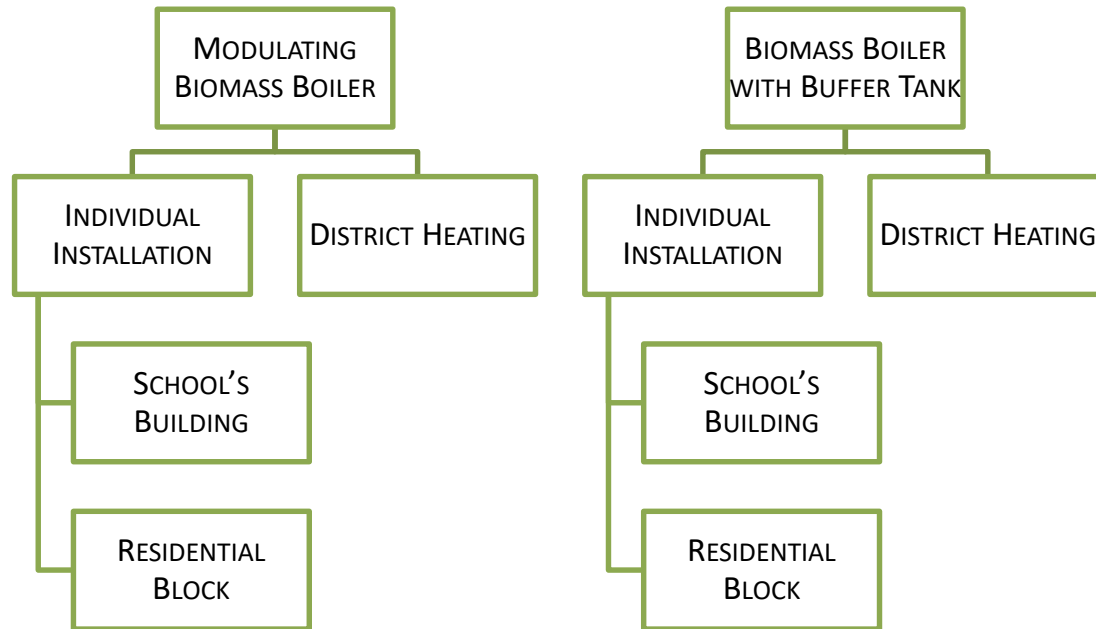 Modulating
Biomass Boiler
Individual
Installation
District Heating
School’s
Building
Residential
Block
Biomass Boiler
with Buffer Tank
Individual
Installation
District Heating
School’s
Building
Residential
Block